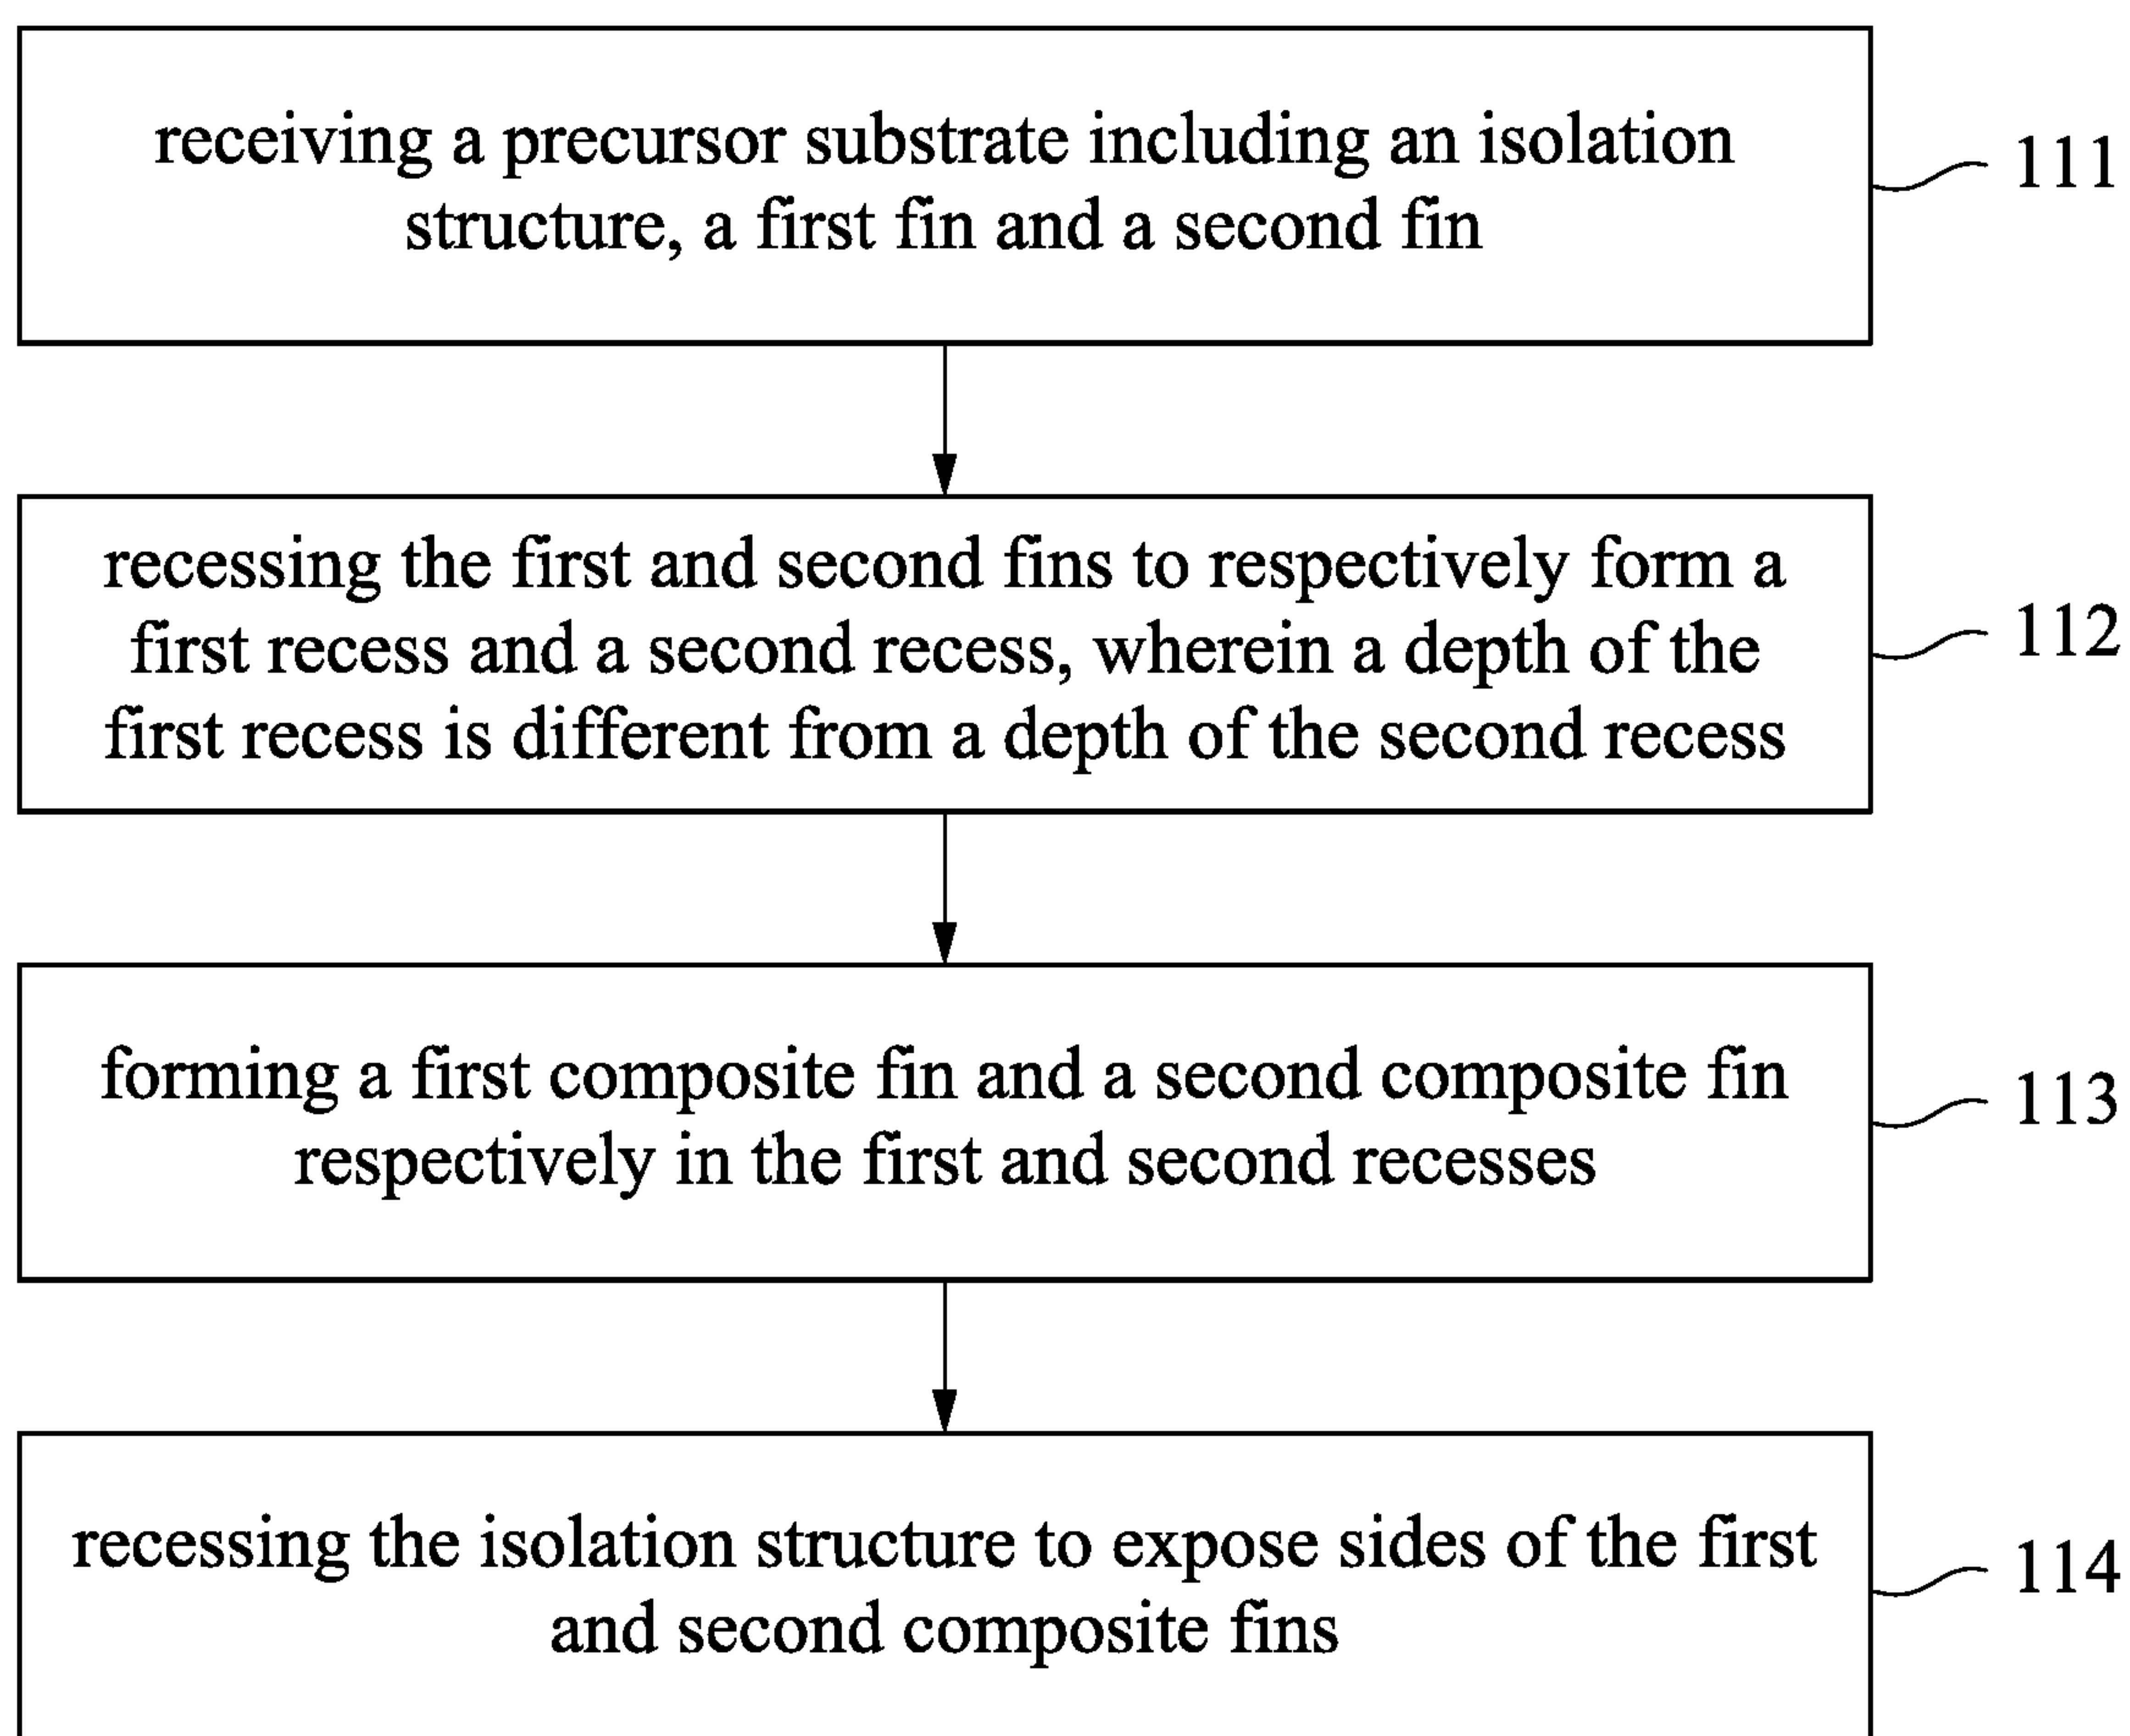 receiving a precursor substrate including an isolation
structure, a first fin and a second fin
111
recessing the first and second fins to respectively form a
first recess and a second recess, wherein a depth of the
first recess is different from a depth of the second recess
112
forming a first composite fin and a second composite fin
respectively in the first and second recesses
113
recessing the isolation structure to expose sides of the first
and second composite fins
114